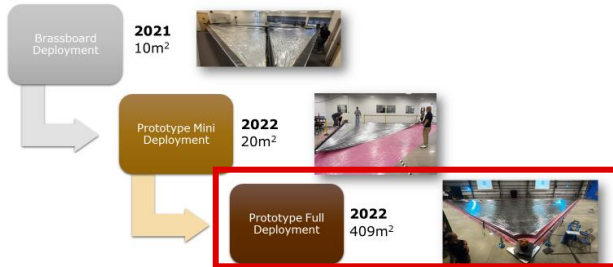 Brassboard
Deployment
2021
10m²
Prototype Mini
Deployment
2022
20m²
Prototype Full
Deployment
2022
409m²